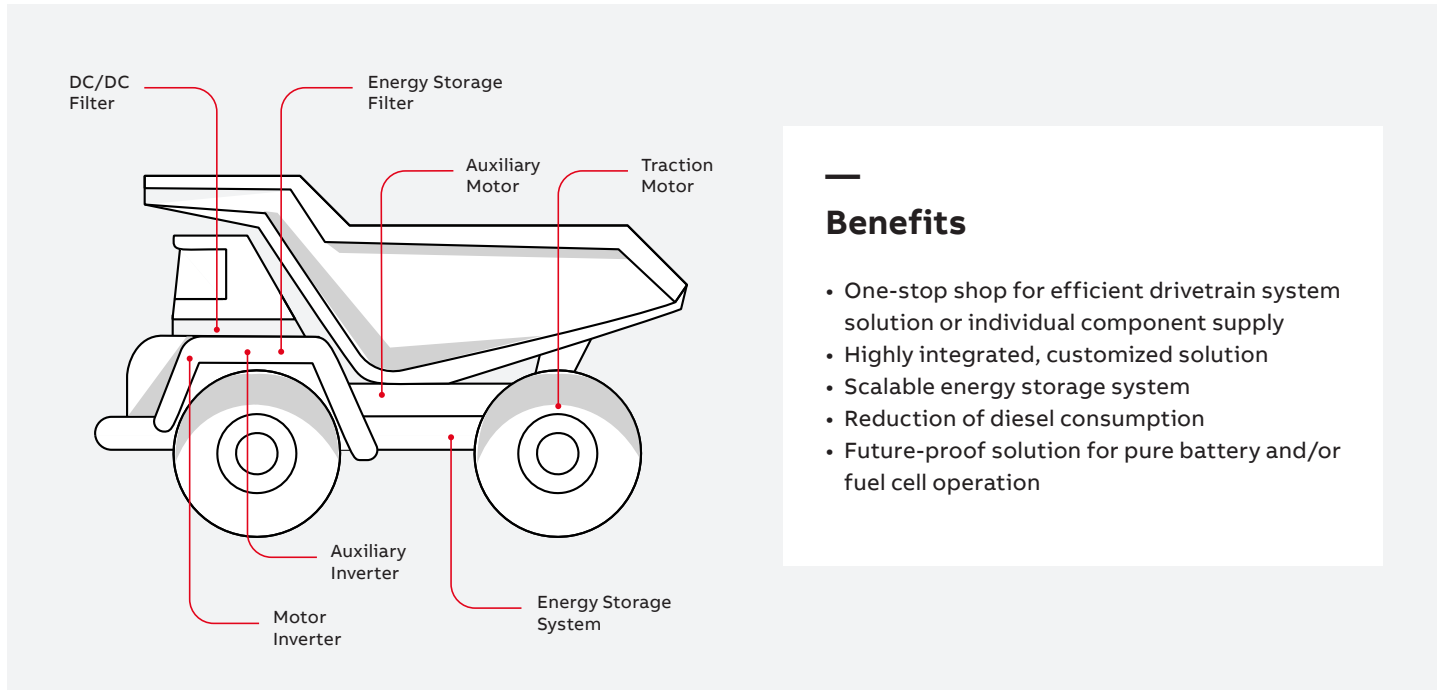 DC/DC
Filter
Energy Storage
Filter
Auxiliary
Motor
Traction
Motor
Auxiliary
Inverter
Motor
Inverter
Energy Storage
System
Benefits
• One-stop shop for efficient drivetrain system
solution or individual component supply
• Highly integrated, customized solution
• Scalable energy storage system
• Reduction of diesel consumption
• Future-proof solution for pure battery and/or
fuel cell operation